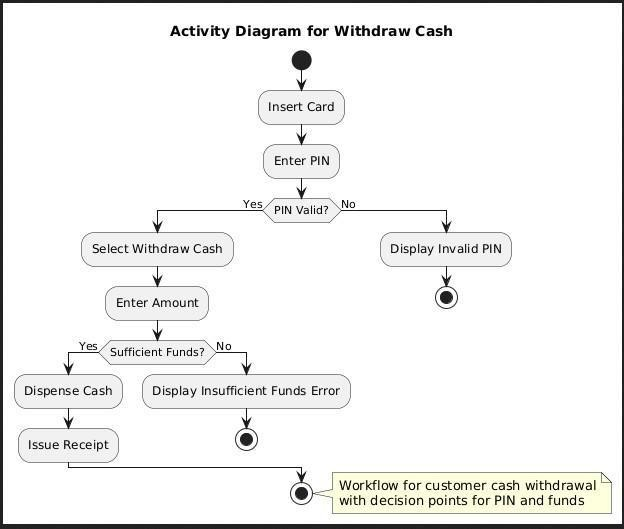 Activity Diagram for Withdraw Cash
Insert Card
Enter PIN
PIN Valid?
Yes
No
Select Withdraw Cash
Display Invalid PIN
Enter Amount
Sufficient Funds?
Yes
No
Dispense Cash
Display Insufficient Funds Error
Issue Receipt
Workflow for customer cash withdrawal
with decision points for PIN and funds